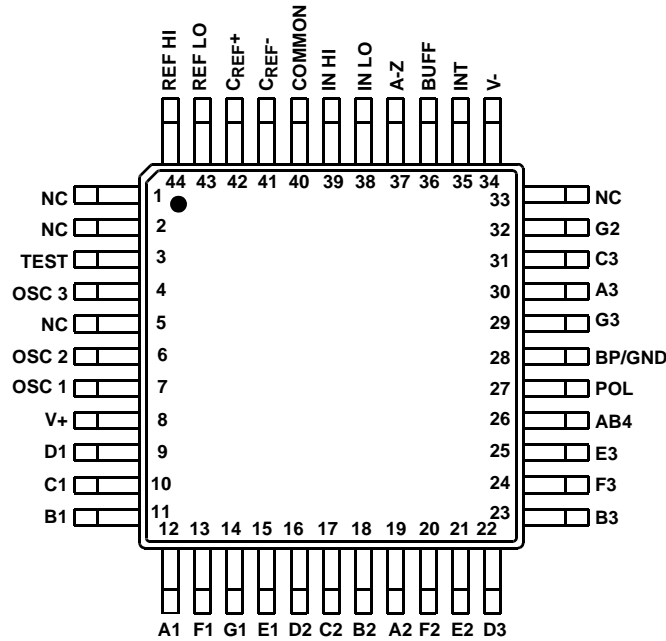 REF HI
REF LO
CREF+
CREF-
COMMON
IN HI
IN LO
A-Z
BUFF
INT
V-
44 43 42 41 40 39 38 37 36 35 34
NC 1 33 NC
NC 2 32 G2
TEST 3 31 C3
OSC 3 4 30 A3
NC 5 29 G3
OSC 2 6 28 BP/GND
OSC 1 7 27 POL
V+ 8 26 AB4
D1 9 25 E3
C1 10 24 F3
B1 11 23 B3
12 13 14 15 16 17 18 19 20 21 22
A1 F1 G1 E1 D2 C2 B2 A2 F2 E2 D3